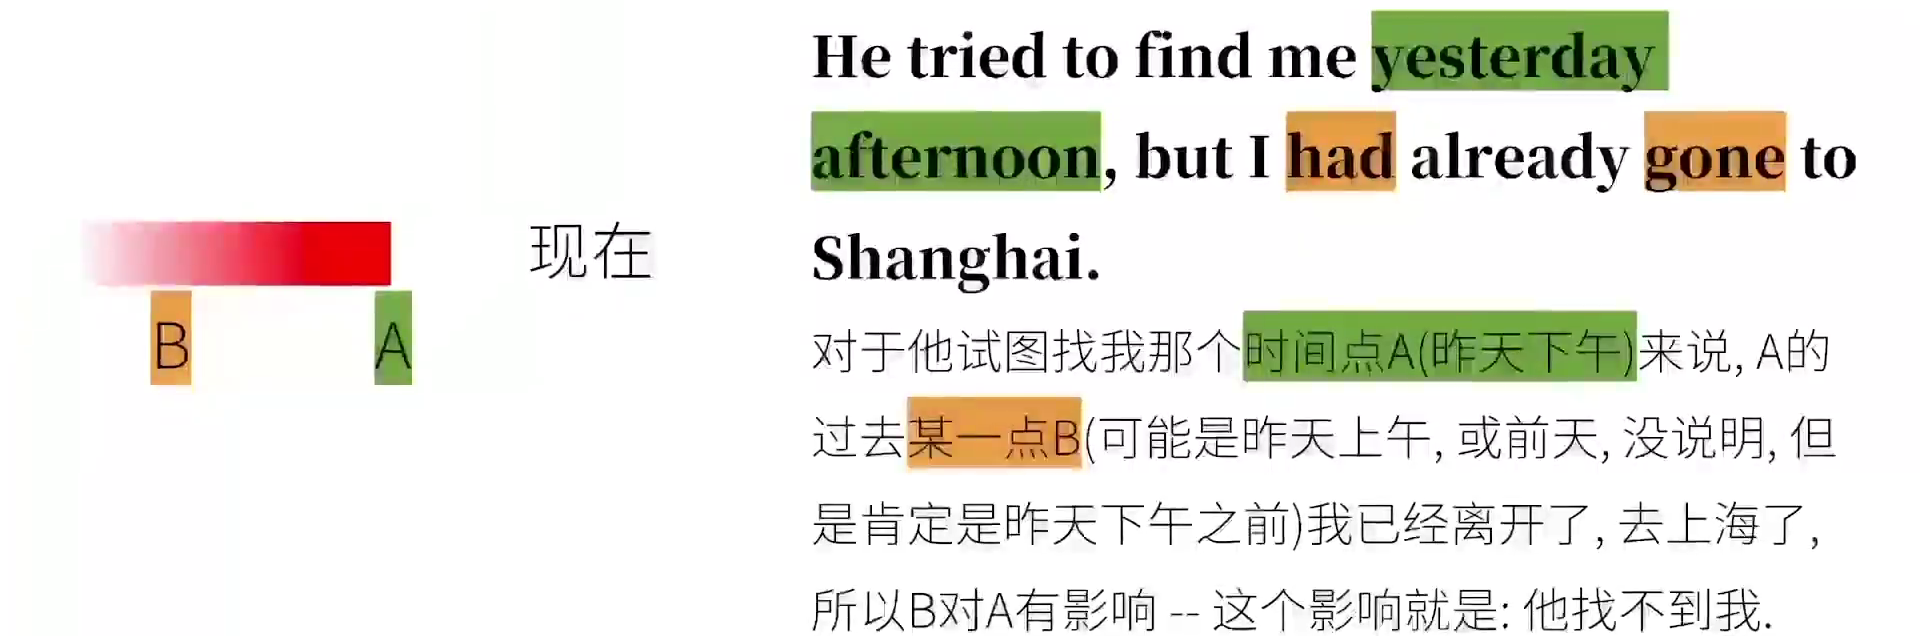 现在
B
A
He tried to find me yesterday
afternoon, but I had already gone to
Shanghai.
对于他试图找我那个时间点A(昨天下午)来说, A的
过去某一点B(可能是昨天上午, 或前天, 没说明, 但
是肯定是昨天下午之前)我已经离开了, 去上海了,
所以B对A有影响 -- 这个影响就是: 他找不到我.